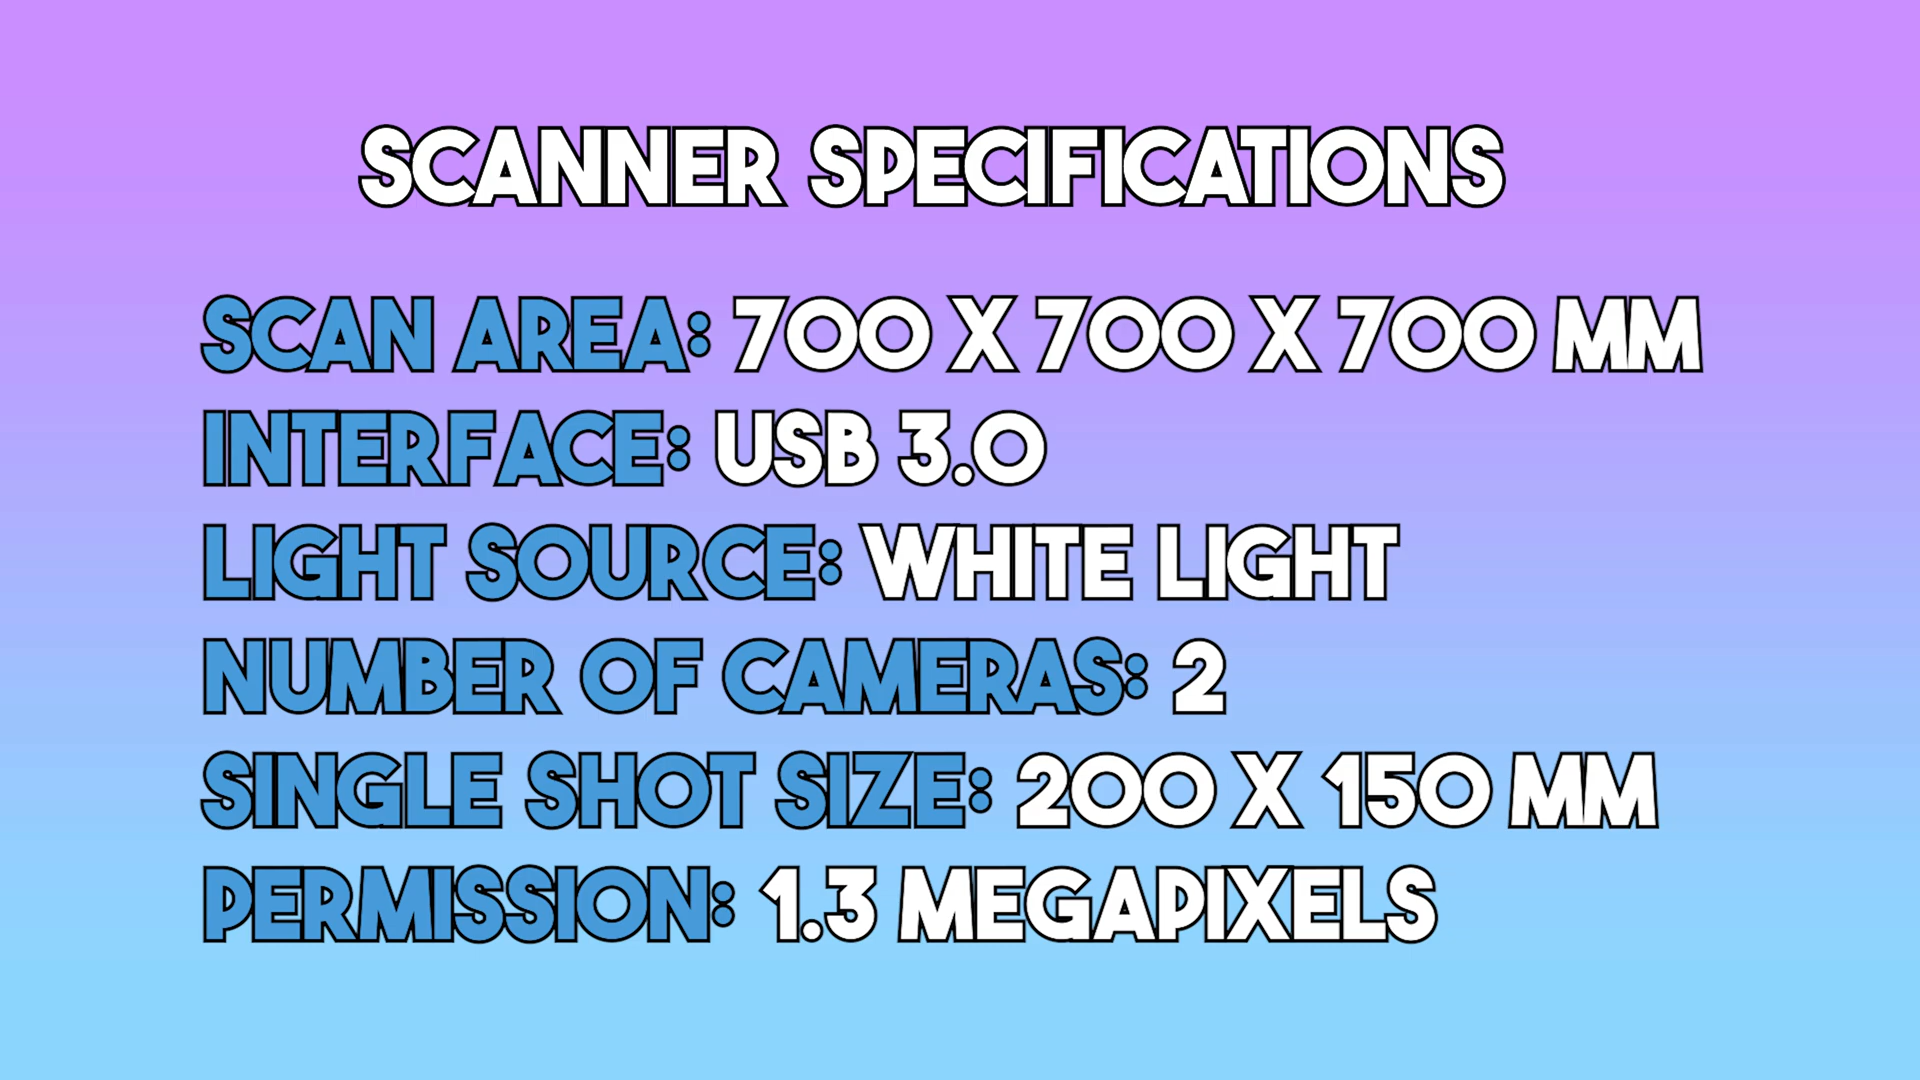 SCANNER SPECIFICATIONS
SCAN AREA: 700 X 700 X 700 MM
INTERFACE: USB 3.0
LIGHT SOURCE: WHITE LIGHT
NUMBER OF CAMERAS: 2
SINGLE SHOT SIZE: 200 X 150 MM
PERMISSION: 1.3 MEGAPIXELS